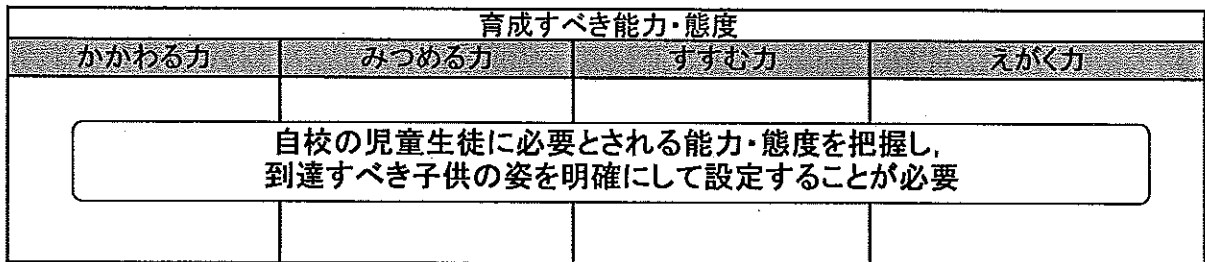 育成すべき能力・態度
かかわる力 みつめる力 すすむ力 えがく力
自校の児童生徒に必要とされる能力・態度を把握し,
到達すべき子供の姿を明確にして設定することが必要